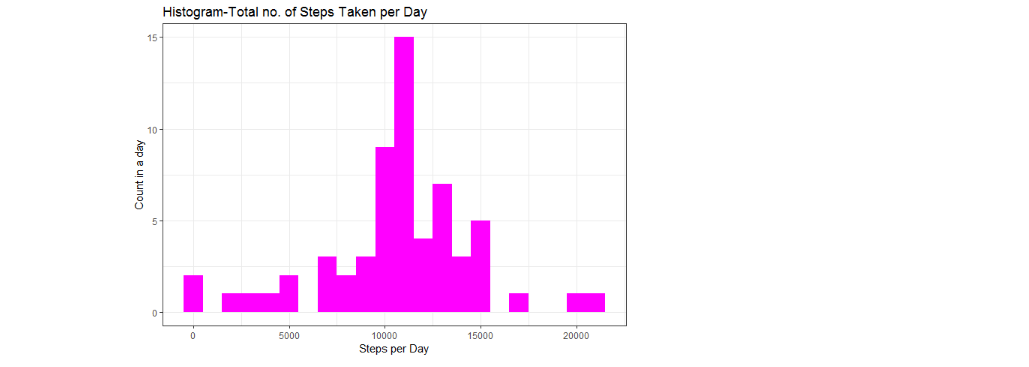 Histogram-Total no. of Steps Taken per Day
15
10
5
0
Count in a day
0 5000 10000 15000 20000
Steps per Day